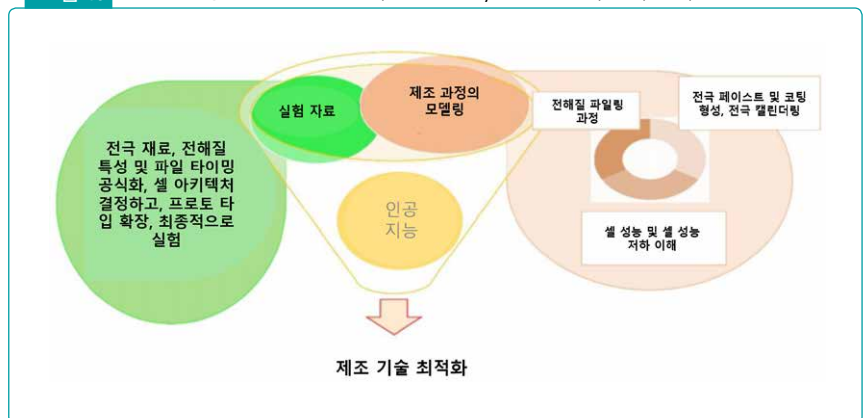 전극 재료, 전해질
특성 및 파일 타이밍
공식화, 셀 아키텍처
결정하고, 프로토 타
입 확장, 최종적으로
실험
실험 자료
제조 과정의
모델링
인공
지능
전해질 파일링
과정
전극 페이스트 및 코팅
형성, 전극 캘린더링
셀 성능 및 셀 성능
저하 이해
제조 기술 최적화